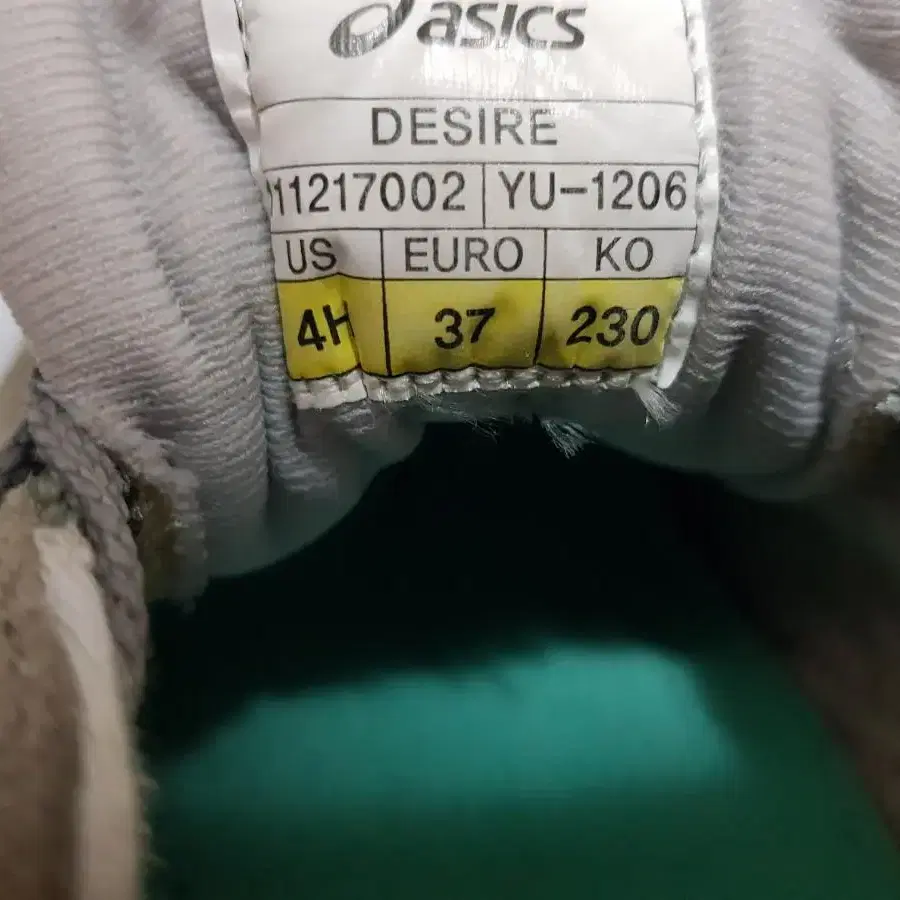 asics
DESIRE
11217002 YU-1206
US EURO KO
4H 37 230